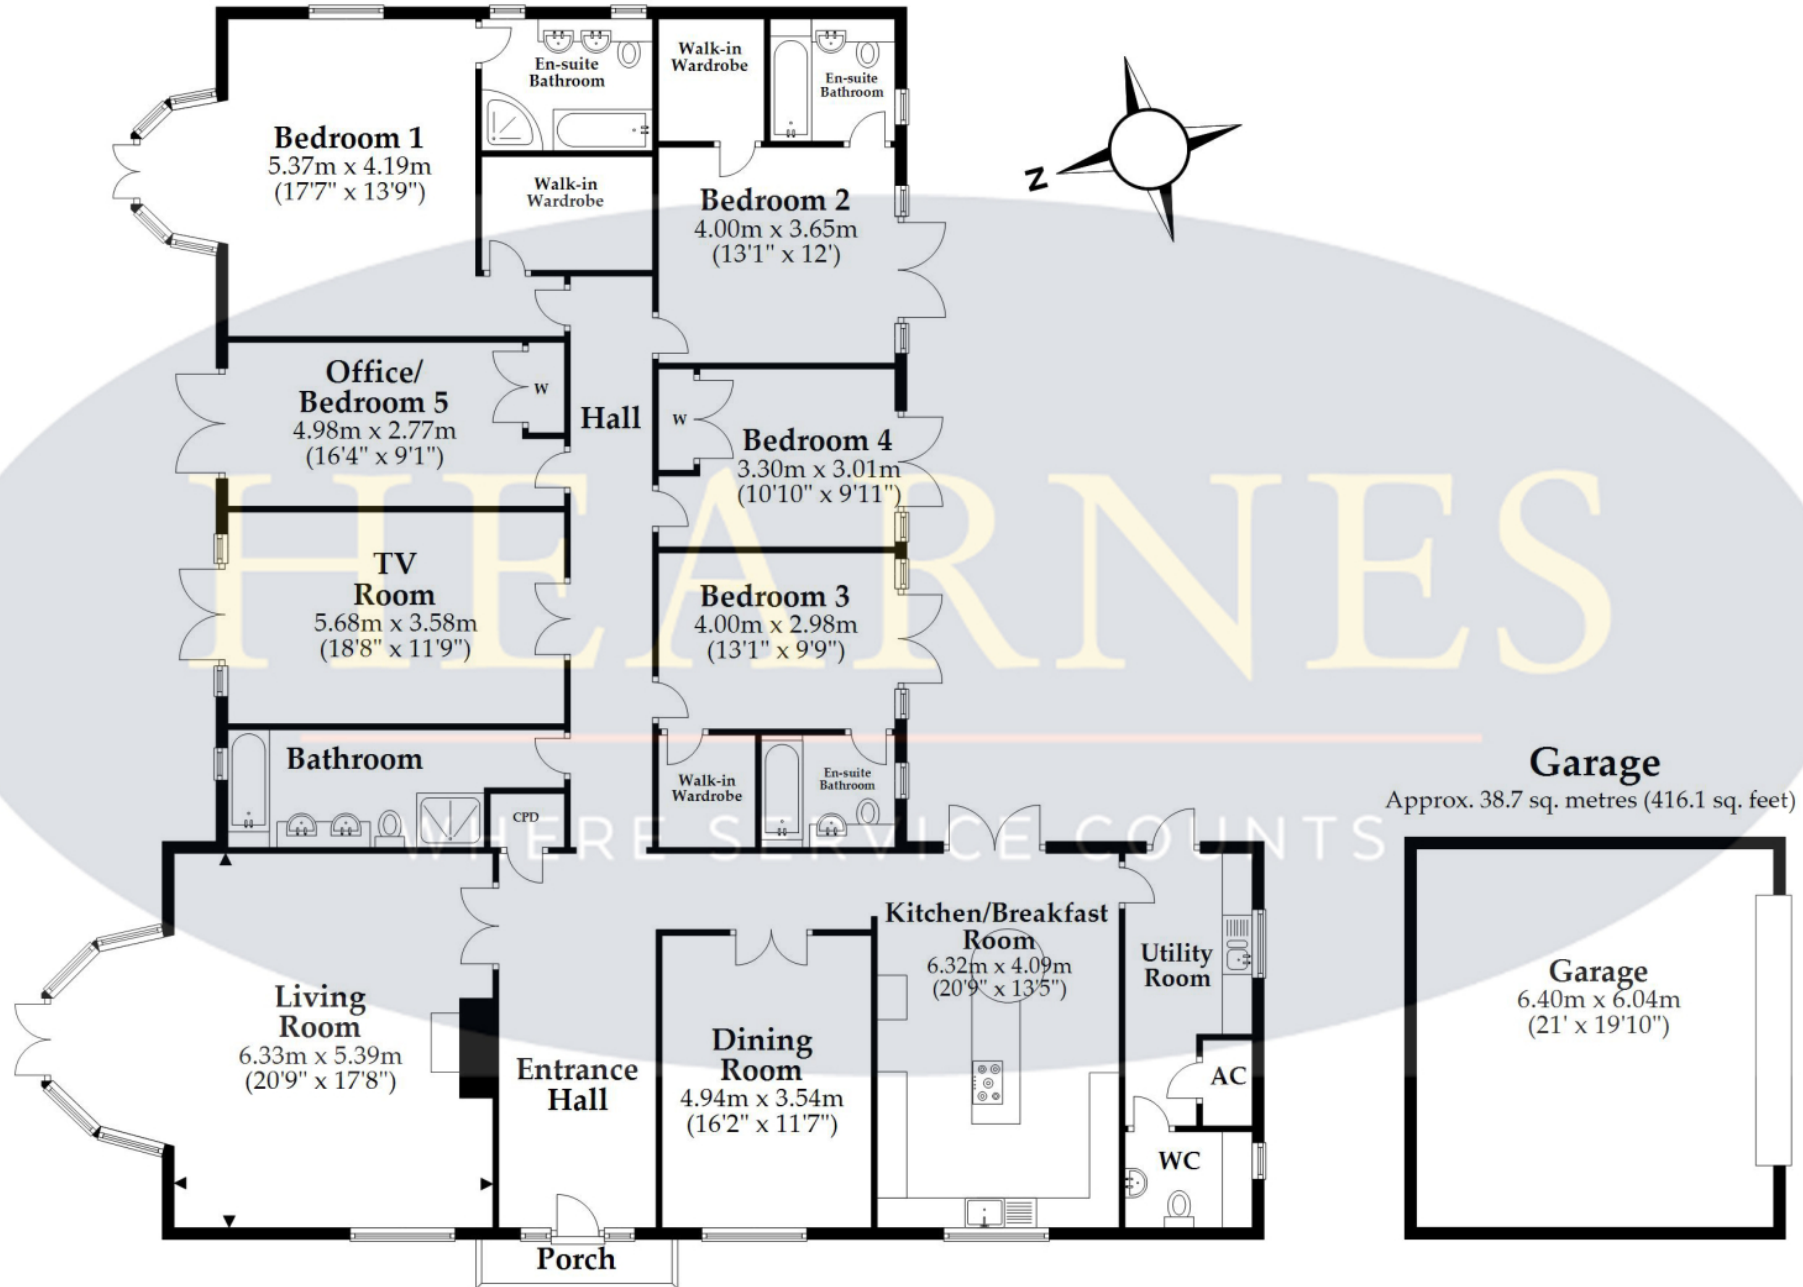 Bedroom 1
5.37m x 4.19m
(17'7" x 13'9")
En-suite
Bathroom
Walk-in
Wardrobe
En-suite
Bathroom
Walk-in
Wardrobe
Bedroom 2
4.00m x 3.65m
(13'1" x 12')
N
Office/
Bedroom 5
4.98m x 2.77m
(16'4" x 9'1")
W
Hall
W
Bedroom 4
3.30m x 3.01m
(10'10" x 9'11")
HEARNES
TV
Room
5.68m x 3.58m
(18'8" x 11'9")
Bedroom 3
4.00m x 2.98m
(13'1" x 9'9")
Bathroom
CPD
Walk-in
Wardrobe
En-suite
Bathroom
WHERE SERVICE COUNTS
Garage
Approx. 38.7 sq. metres (416.1 sq. feet)
Living
Room
6.33m x 5.39m
(20'9" x 17'8")
Entrance
Hall
Dining
Room
4.94m x 3.54m
(16'2" x 11'7")
Kitchen/Breakfast
Room
6.32m x 4.09m
(20'9" x 13'5")
Utility
Room
AC
WC
Garage
6.40m x 6.04m
(21' x 19'10")
Porch